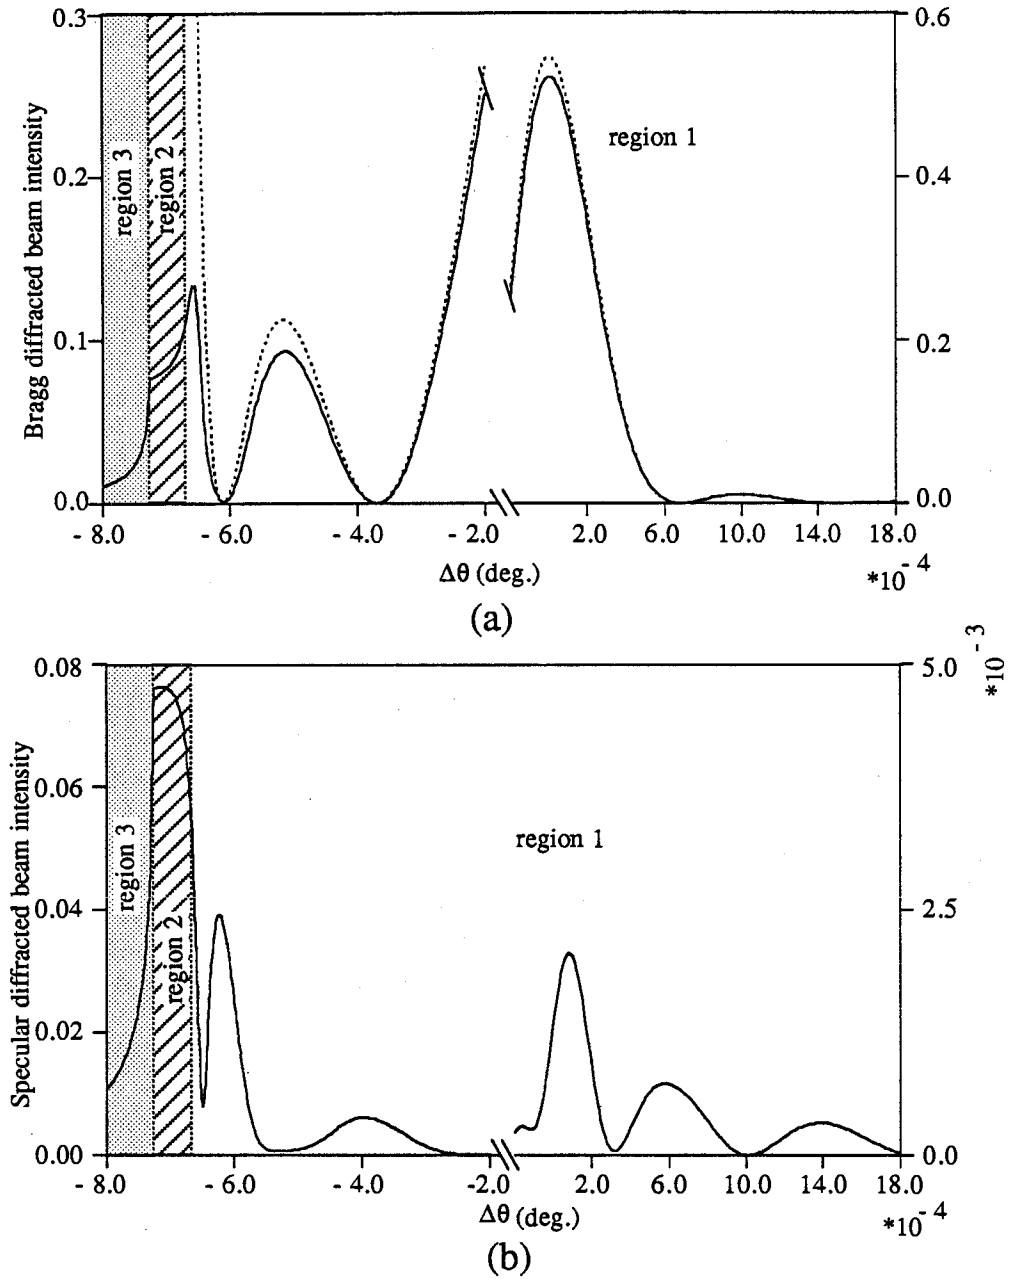 0.3 0.6
Bragg diffracted beam intensity
region 3
region 2
region 1
0.2 0.4
0.1 0.2
0.0 0.0
- 8.0 - 6.0 - 4.0 - 2.0 2.0 6.0 10.0 14.0 18.0
Δθ (deg.)
*10⁻⁴
(a)
0.08 5.0
*10⁻³
Specular diffracted beam intensity
0.06
region 3
region 2
region 1
0.04 2.5
0.02
0.00 0.0
- 8.0 - 6.0 - 4.0 -2.0 2.0 6.0 10.0 14.0 18.0
Δθ (deg.)
*10⁻⁴
(b)